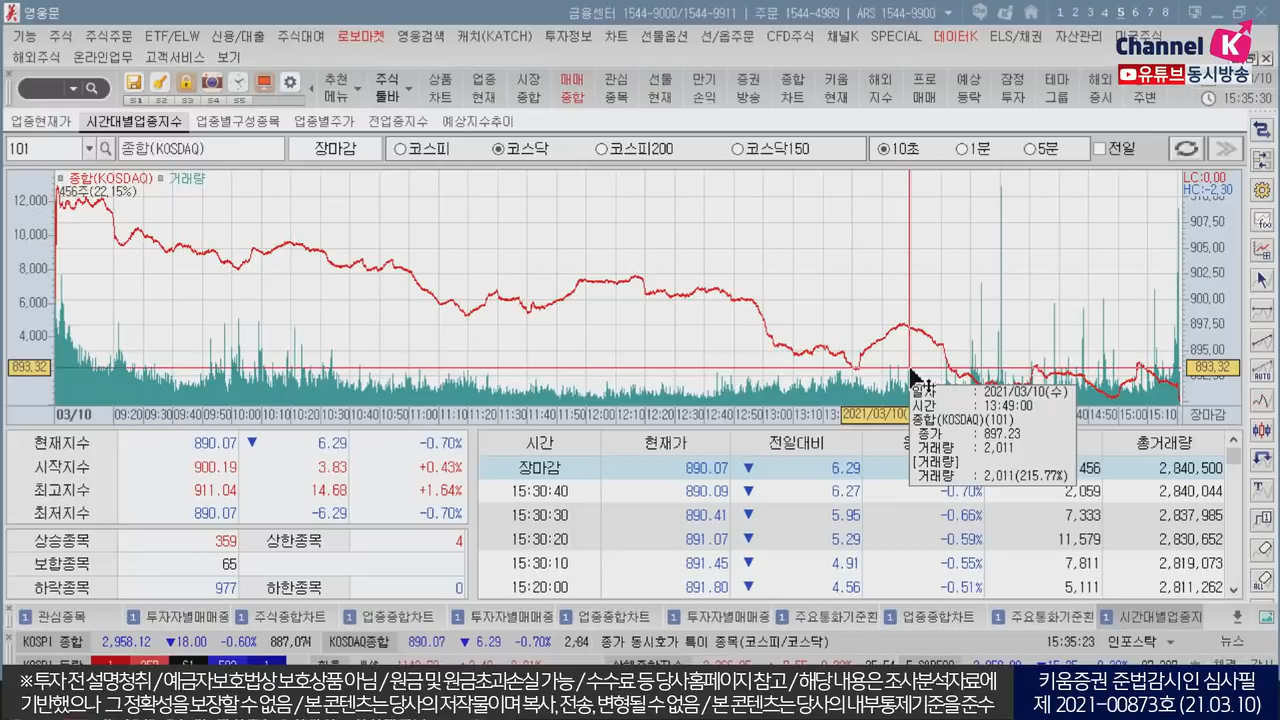 영웅문
금융센터 1544-9000/1544-9911 | 주문 1544-4989 | ARS 1544-9900
1 2 3 4 5 6 7 8
기능 주식 주식주문 ETF/ELW 신용/대출 주식대여 로보마켓 영웅검색 캐치(KATCH) 투자정보 차트 선물옵션 선/옵주문 CFD주식 채널K SPECIAL 데이터K ELS/채권 자산관리
해외주식 온라인업무 고객서비스 보기
Channel K
유튜브 동시방송
추천 주식 상품 업종 시장 매매 관심 선물 만기 증권 종합 키움 해외 프로 예상 잠정 테마 해외
메뉴 툴바 차트 현재 종합 종합 종목 현재 손익 방송 차트 현재 지수 매매 등락 투자 그룹 증시 주변
S1 S2 S3 S4 S5
15:35:30
업종현재가 시간대별업종지수 업종별구성종목 업종별주가 전업종지수 예상지수추이
101 종합(KOSDAQ) 장마감 코스피 코스닥 코스피200 코스닥150 10초 1분 5분 전일
종합(KOSDAQ) 거래량
456주(22,15%)
LC:0,00
HC:-2,30
12,000
10,000
8,000
6,000
4,000
893,32
907,50
905,00
902,50
900,00
897,50
895,00
893,32
03/10 09:20 09:30 09:40 09:50 10:00 10:10 10:20 10:30 10:40 10:50 11:00 11:10 11:20 11:30 11:40 11:50 12:00 12:10 12:20 12:30 12:40 12:50 13:00 13:10 2021/03/10( 14:50 15:00 15:10 장마감
일자 : 2021/03/10(수)
시간 : 13:49:00
종합(KOSDAQ)(101)
종가 : 897.23
거래량 : 2,011
[거래량]
거래량 : 2,011(215.77%)
현재지수 890.07 ▼ 6.29 -0.70%
시작지수 900.19 3.83 +0.43%
최고지수 911.04 14.68 +1.64%
최저지수 890.07 -6.29 -0.70%
상승종목 359 상한종목 4
보합종목 65
하락종목 977 하한종목 0
시간 현재가 전일대비 총거래량
장마감 890.07 ▼ 6.29 456 2,840,500
15:30:40 890.09 ▼ 6.27 -0.70% 2,059 2,840,044
15:30:30 890.41 ▼ 5.95 -0.66% 7,333 2,837,985
15:30:20 891.07 ▼ 5.29 -0.59% 11,579 2,830,652
15:30:10 891.45 ▼ 4.91 -0.55% 7,811 2,819,073
15:20:00 891.80 ▼ 4.56 -0.51% 5,111 2,811,262
관심종목 1 투자자별매매종 1 주식종합차트 1 업종종합차트 1 투자자별매매종 1 업종종합차트 1 투자자별매매종 1 주요통화기준환 1 업종종합차트 1 주요통화기준환 1 시간대별업종지
KOSPI 종합 2,958.12 ▼18.00 -0.60% 887,074 KOSDAQ종합 890.07 ▼ 6.29 -0.70% 종가 동시호가 특이 종목(코스피/코스닥) 15:35:23 인포스탁 뉴스
※ 투자 전 설명청취 / 예금자보호법상 보호상품 아님 / 원금 및 원금초과손실 가능 / 수수료 등 당사홈페이지 참고 / 해당 내용은 조사분석자료에
기반했으나 그 정확성을 보장할 수 없음 / 본 콘텐츠는 당사의 저작물이며 복사, 전송, 변형될 수 없음 / 본 콘텐츠는 당사의 내부통제기준을 준수
키움증권 준법감시인 심사필
제 2021-00873호 (21.03.10)